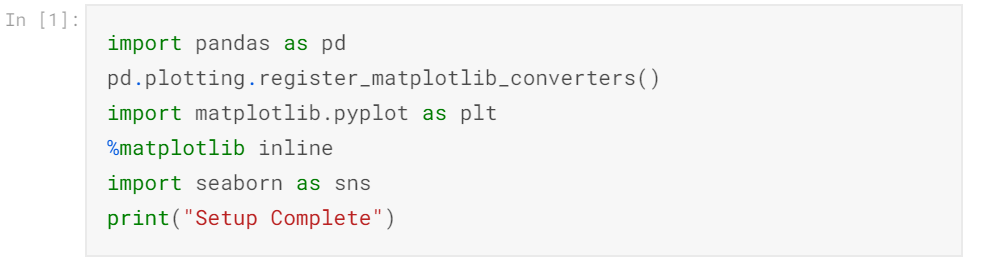 In [1]:
import pandas as pd
pd.plotting.register_matplotlib_converters()
import matplotlib.pyplot as plt
%matplotlib inline
import seaborn as sns
print("Setup Complete")